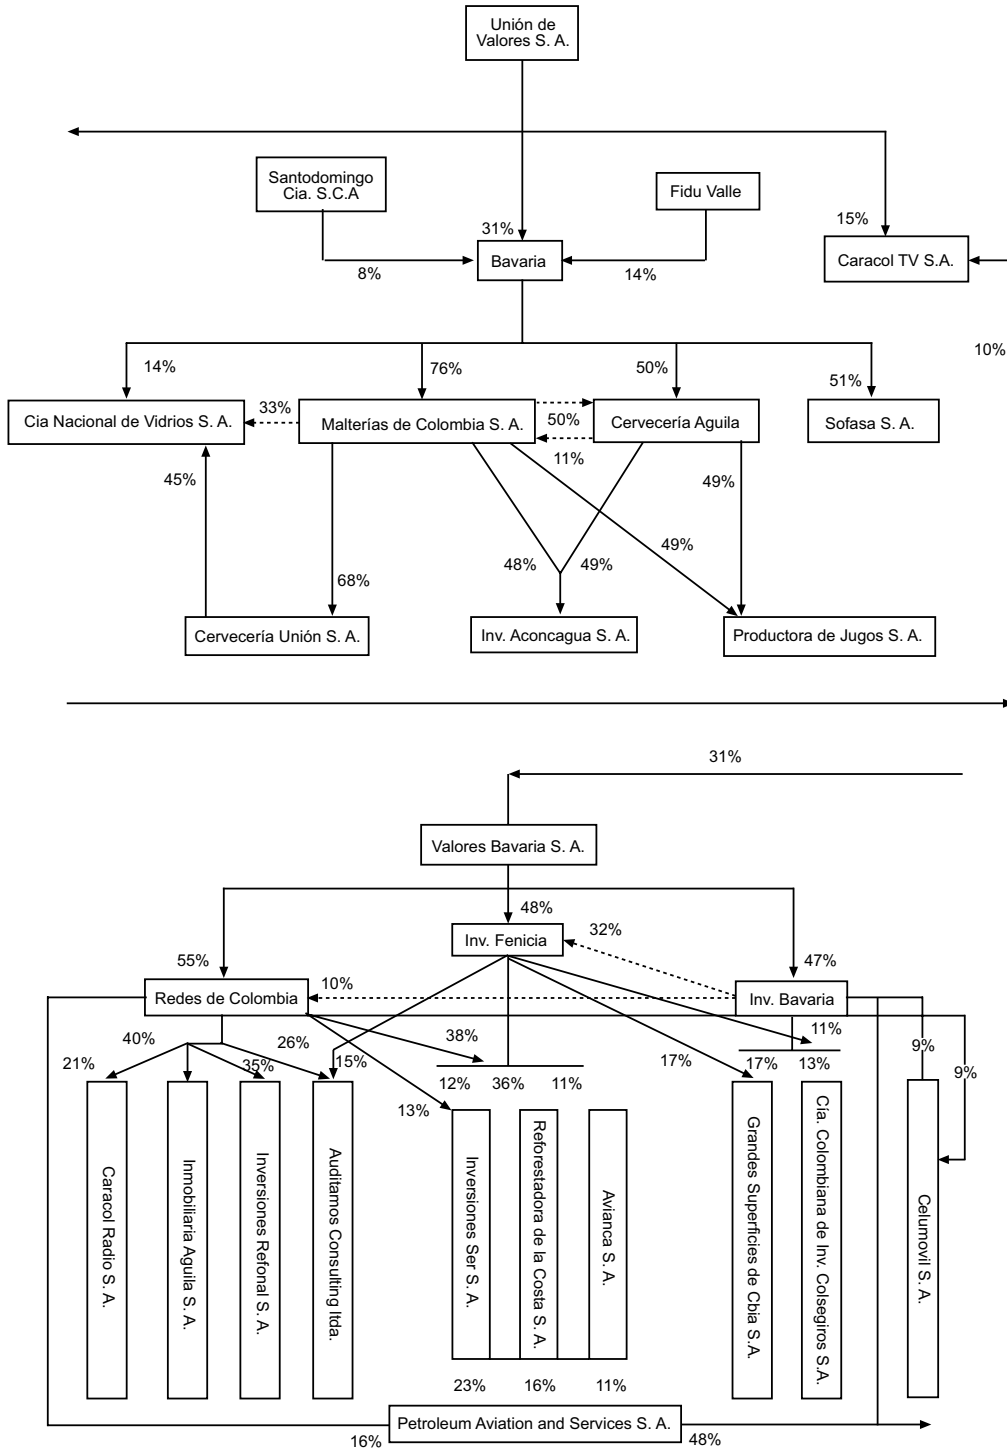 Unión de
Valores S. A.
Santodomingo
Cia. S.C.A
Fidu Valle
31%
15%
Bavaria
Caracol TV S.A.
8%
14%
10%
14%
76%
50%
51%
Cia Nacional de Vidrios S. A.
33%
Malterías de Colombia S. A.
50%
Cervecería Aguila
Sofasa S. A.
11%
45%
49%
49%
48%
49%
68%
Cervecería Unión S. A.
Inv. Aconcagua S. A.
Productora de Jugos S. A.
31%
Valores Bavaria S. A.
48%
Inv. Fenicia
32%
55%
47%
10%
Redes de Colombia
Inv. Bavaria
40%
26%
38%
11%
9%
21%
35%
15%
17%
17%
13%
9%
12%
36%
11%
13%
Caracol Radio S. A.
Inmobiliaria Aguila S. A.
Inversiones Refonal S. A.
Auditamos Consulting ltda.
Inversiones Ser S. A.
Reforestadora de la Costa S. A.
Avianca S. A.
Grandes Superficies de Cbia S.A.
Cía. Colombiana de Inv. Colsegiros S.A.
Celumovil S. A.
23%
16%
11%
Petroleum Aviation and Services S. A.
16%
48%